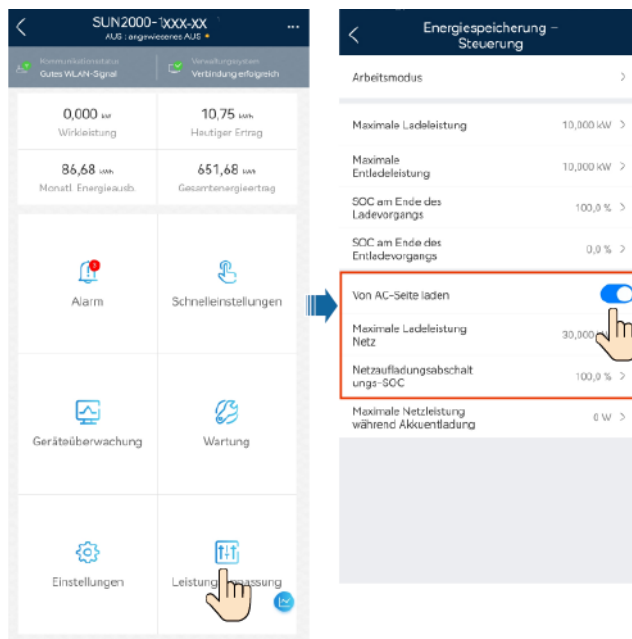 SUN2000-1XXX-XX
AUS : angewiesenes AUS
Kommunikationsstatus
Gutes WLAN-Signal
Verwaltungssystem
Verbindung erfolgreich
0,000 kW
Wirkleistung
10,75 kWh
Heutiger Ertrag
86,68 kWh
Monatl. Energieausb.
651,68 kWh
Gesamtenergieertrag
Alarm
Schnelleinstellungen
Geräteüberwachung
Wartung
Einstellungen
Leistung passung
Energiespeicherung –
Steuerung
Arbeitsmodus
Maximale Ladeleistung
10,000 kW
Maximale
Entladeleistung
10,000 kW
SOC am Ende des
Ladevorgangs
100,0 %
SOC am Ende des
Entladevorgangs
0,0 %
Von AC-Seite laden
Maximale Ladeleistung
Netz
30,000
Netzaufladungsabschalt
ungs-SOC
100,0 %
Maximale Netzleistung
während Akkuentladung
0 W